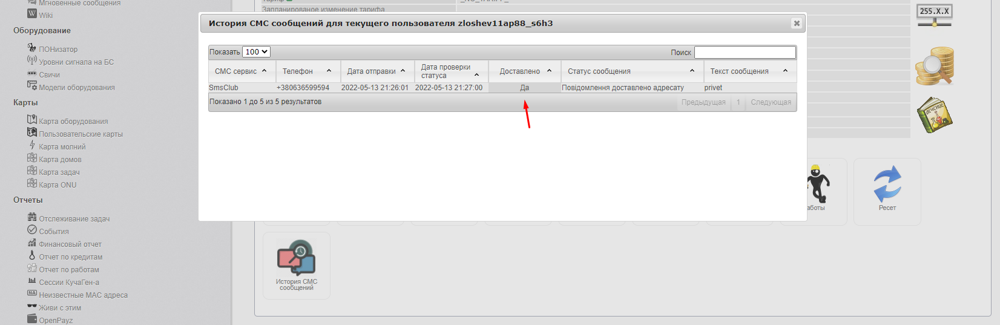 Мгновенные сообщения
Wiki
Оборудование
ПОНизатор
Уровни сигнала на БС
Свичи
Модели оборудования
Карты
Карта оборудования
Пользовательские карты
Карта молний
Карта домов
Карта задач
Карта ONU
Отчеты
Отслеживание задач
События
Финансовый отчет
Отчет по кредитам
Отчет по работам
Сессии КучаГен-а
Неизвестные MAC адреса
Живи с этим
OpenPayz
Тариф
_NO_TARIFF_
Запланированое изменение тарифа
История СМС сообщений для текущего пользователя zloshev11ap88_s6h3
Показать 100
Поиск
СМС сервис Телефон Дата отправки Дата проверки статуса Доставлено Статус сообщения Текст сообщения
SmsClub +380636599594 2022-05-13 21:26:01 2022-05-13 21:27:00 Да Повідомлення доставлено адресату privet
Показано 1 до 5 из 5 результатов
Предыдущая 1 Следующая
255.X.X
ЛЕЧЕНИЕ
Ресет
История СМС
сообщений